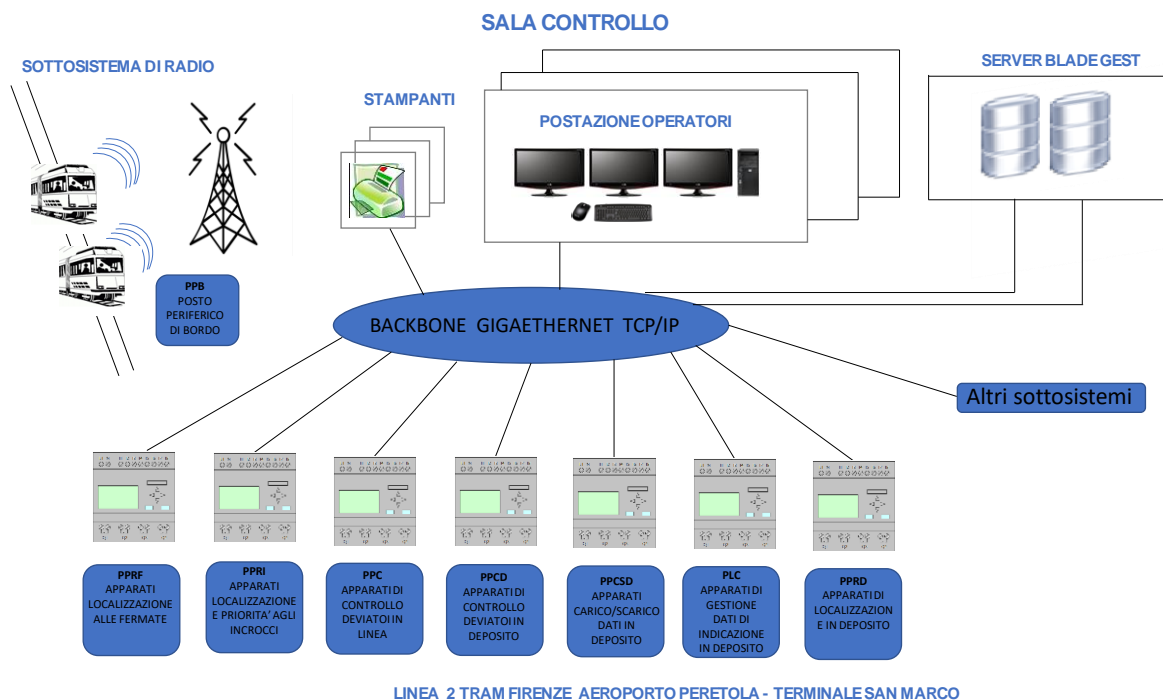 SALA CONTROLLO
SOTTOSISTEMA DI RADIO
SERVER BLADE GEST
STAMPANTI
POSTAZIONE OPERATORI
PPB
POSTO
PERIFERICO
DI BORDO
BACKBONE GIGAETHERNET TCP/IP
Altri sottosistemi
PPRF
APPARATI
LOCALIZZAZIONE
ALLE FERMATE
PPRI
APPARATI
LOCALIZZAZIONE
E PRIORITA' AGLI
INCROCCI
PPC
APPARATI DI
CONTROLLO
DEVIATOI IN
LINEA
PPCD
APPARATI DI
CONTROLLO
DEVIATOI IN
DEPOSITO
PPCSD
APPARATI
CARICO/SCARICO
DATI IN
DEPOSITO
PLC
APPARATI DI
GESTIONE
DATI DI
INDICAZIONE
IN DEPOSITO
PPRD
APPARATI DI
LOCALIZZAZION
E IN DEPOSITO
LINEA 2 TRAM FIRENZE AEROPORTO PERETOLA - TERMINALE SAN MARCO